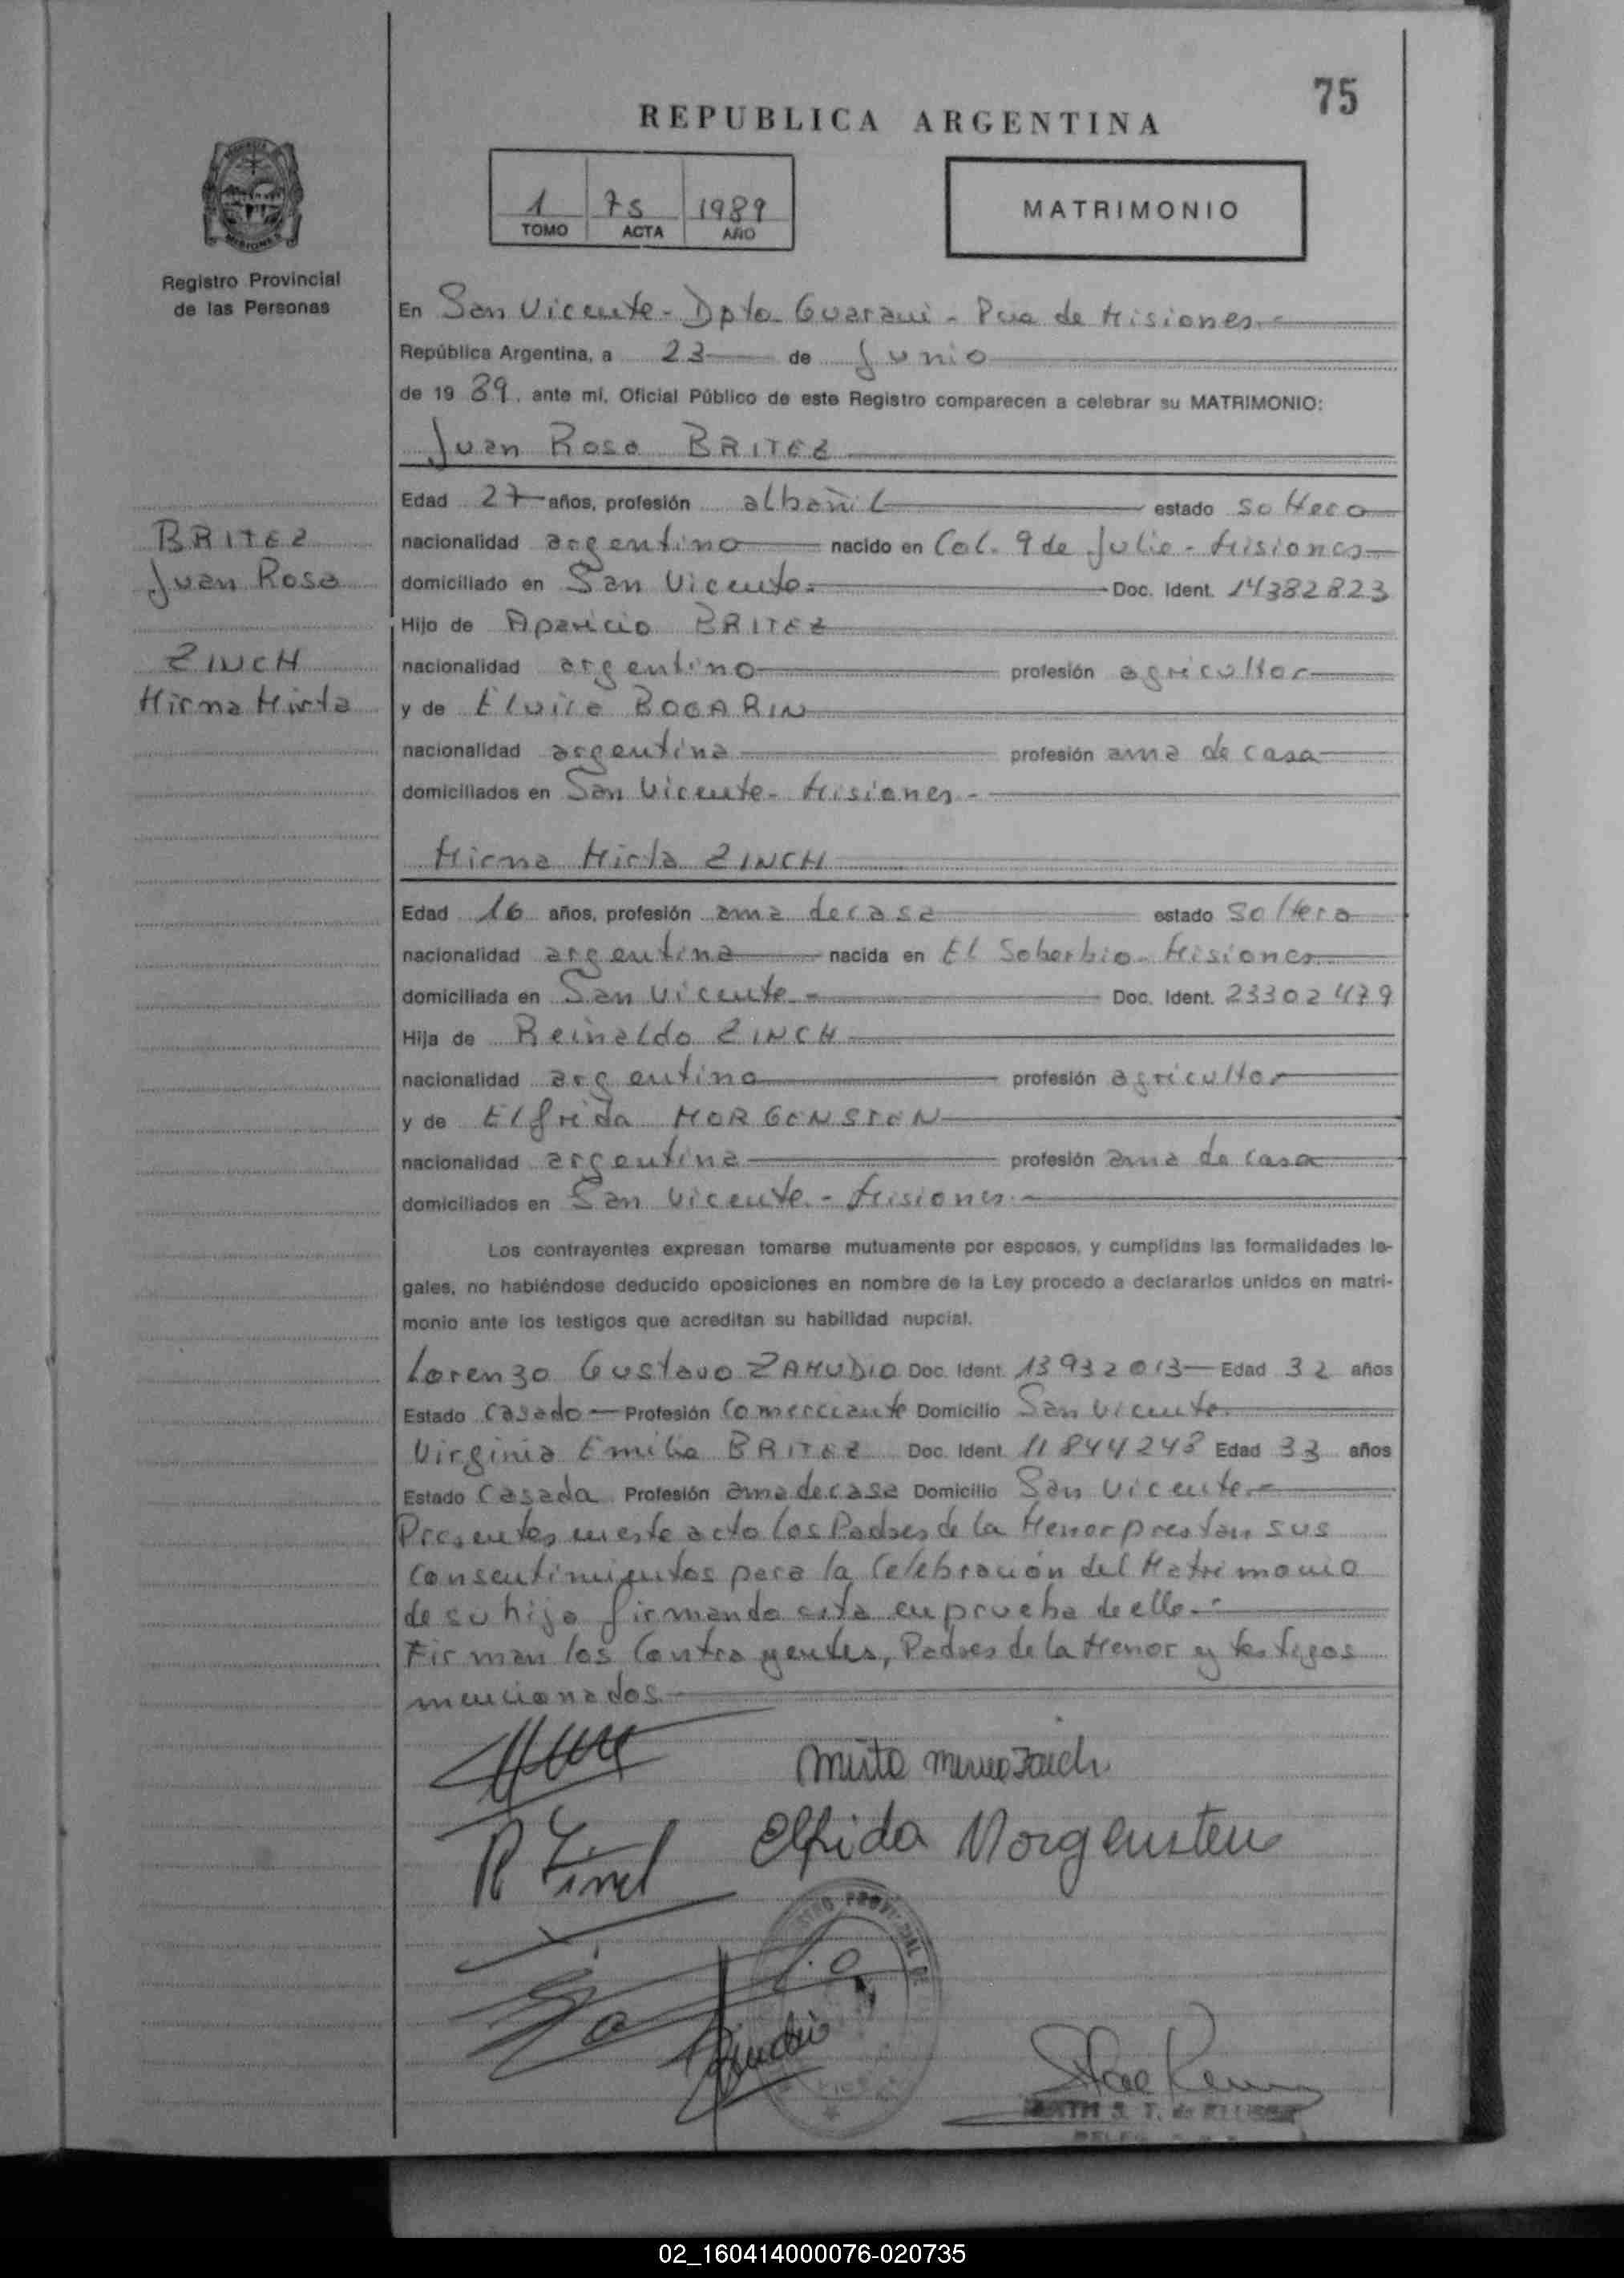 75
REPUBLICA ARGENTINA
1 75 1989
TOMO ACTA AÑO
MATRIMONIO
MISIONES
Registro Provincial
de las Personas
En San Vicente - Dpto Guarani - Pcia de Misiones.-
República Argentina, a 23 de Junio
de 19 89. ante mí, Oficial Público de este Registro comparecen a celebrar su MATRIMONIO:
Juan Rosa BRITEZ
Edad 27 años, profesión albañil estado soltero
BRITEZ
nacionalidad argentino nacido en Col. 9 de Julio - Misiones
Juan Rosa
domiciliado en San Vicente.- Doc. Ident. 14382823
Hijo de Aparicio BRITEZ
ZINCH
nacionalidad argentino profesión agricultor
Mirna Mirta
y de Elvira BOGARIN
nacionalidad argentina profesión ama de casa
domiciliados en San Vicente - Misiones -
Mirna Mirta ZINCH
Edad 16 años, profesión ama de casa estado soltera
nacionalidad argentina nacida en El Soberbio - Misiones
domiciliada en San Vicente - Doc. Ident. 23302479
Hija de Reinaldo ZINCH
nacionalidad argentino profesión agricultor
y de Elfrida MORGENSTEN
nacionalidad argentina profesión ama de casa
domiciliados en San Vicente - Misiones.-
Los contrayentes expresan tomarse mutuamente por esposos, y cumplidas las formalidades le-
gales, no habiéndose deducido oposiciones en nombre de la Ley procedo a declararlos unidos en matri-
monio ante los testigos que acreditan su habilidad nupcial.
Lorenzo Gustavo ZAMUDIO Doc. Ident. 13932013 Edad 32 años
Estado Casado Profesión Comerciante Domicilio San Vicente.
Virginia Emilia BRITEZ Doc. Ident. 11844248 Edad 33 años
Estado Casada Profesión ama de casa Domicilio San Vicente.-
Presentes en este acto los Padres de la Menor prestan sus
consentimientos para la Celebración del Matrimonio
de su hija firmando esta en prueba de ello.-
Firman los Contrayentes, Padres de la Menor y testigos
mencionados.
R Zinch
Elfrida Morgenstern
02_160414000076-020735